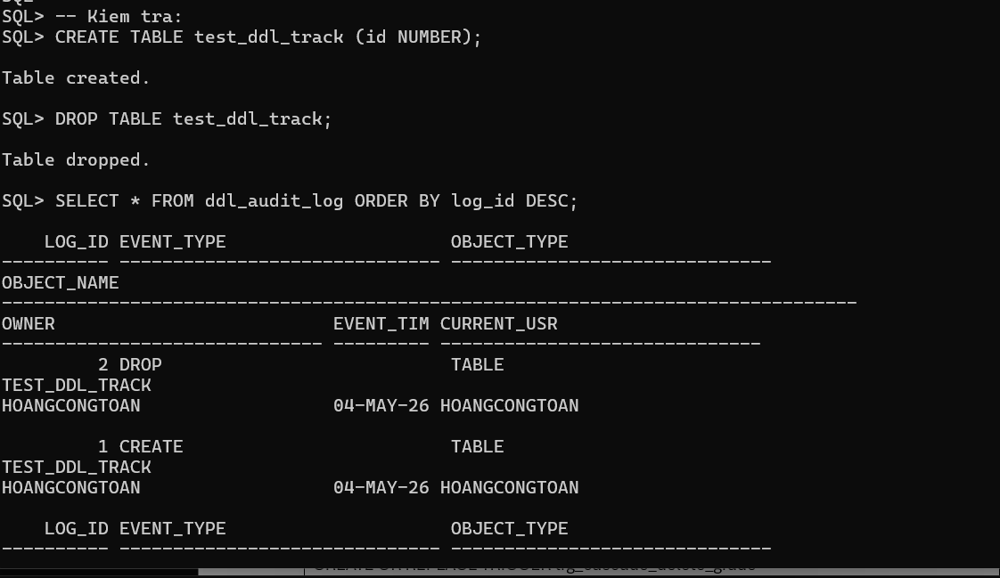 SQL> -- Kiem tra:
SQL> CREATE TABLE test_ddl_track (id NUMBER);
Table created.
SQL> DROP TABLE test_ddl_track;
Table dropped.
SQL> SELECT * FROM ddl_audit_log ORDER BY log_id DESC;
LOG_ID EVENT_TYPE OBJECT_TYPE
---------- ------------------------------ ------------------------------
OBJECT_NAME
--------------------------------------------------------------------------------
OWNER EVENT_TIM CURRENT_USR
------------------------------ --------- ------------------------------
2 DROP TABLE
TEST_DDL_TRACK
HOANGCONGTOAN 04-MAY-26 HOANGCONGTOAN
1 CREATE TABLE
TEST_DDL_TRACK
HOANGCONGTOAN 04-MAY-26 HOANGCONGTOAN
LOG_ID EVENT_TYPE OBJECT_TYPE
---------- ------------------------------ ------------------------------